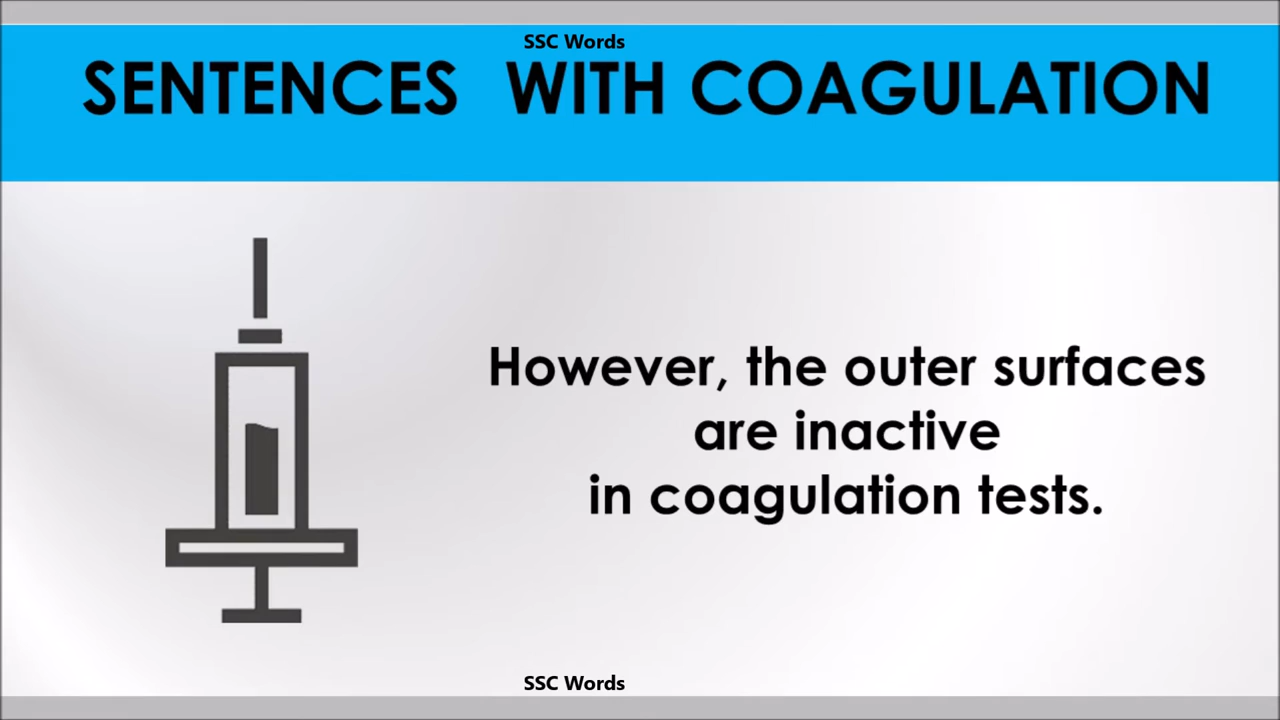 SSC Words
SENTENCES WITH COAGULATION
However, the outer surfaces
are inactive
in coagulation tests.
SSC Words